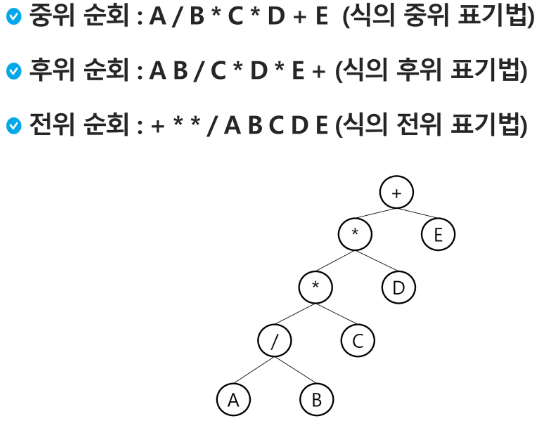 중위 순회 : A / B * C * D + E (식의 중위 표기법)
후위 순회 : A B / C * D * E + (식의 후위 표기법)
전위 순회 : + * * / A B C D E (식의 전위 표기법)
+
* E
* D
/ C
A B